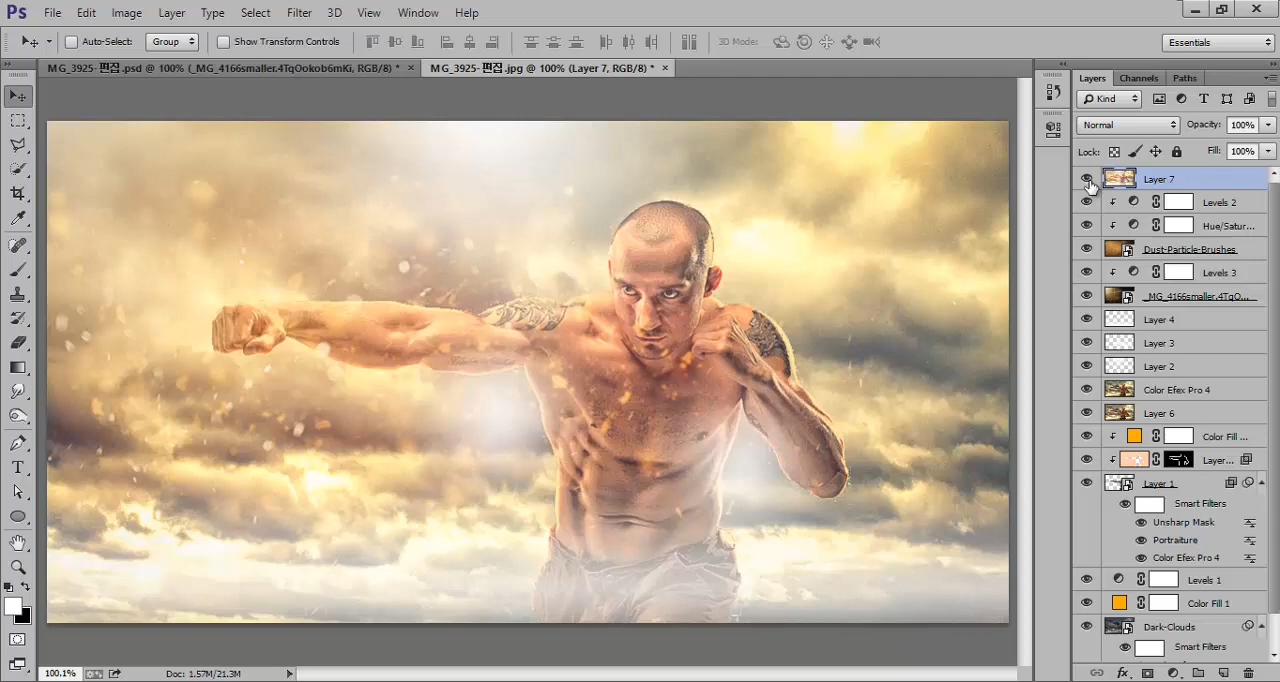 Ps File Edit Image Layer Type Select Filter 3D View Window Help
Auto-Select: Group Show Transform Controls 3D Mode: Essentials
MG_3925-편집.psd @ 100% (_MG_4166smaller.4TqOokob6mKi, RGB/8) * × MG_3925-편집.jpg @ 100% (Layer 7, RGB/8) * ×
Layers Channels Paths
Kind
Normal Opacity: 100%
Lock: Fill: 100%
Layer 7
Levels 2
Hue/Satur...
Dust-Particle-Brushes
Levels 3
_MG_4166smaller.4TqO...
Layer 4
Layer 3
Layer 2
Color Efex Pro 4
Layer 6
Color Fill ...
Layer...
Layer 1
Smart Filters
Unsharp Mask
Portraiture
Color Efex Pro 4
Levels 1
Color Fill 1
Dark-Clouds
Smart Filters
100.1% Doc: 1.57M/21.3M